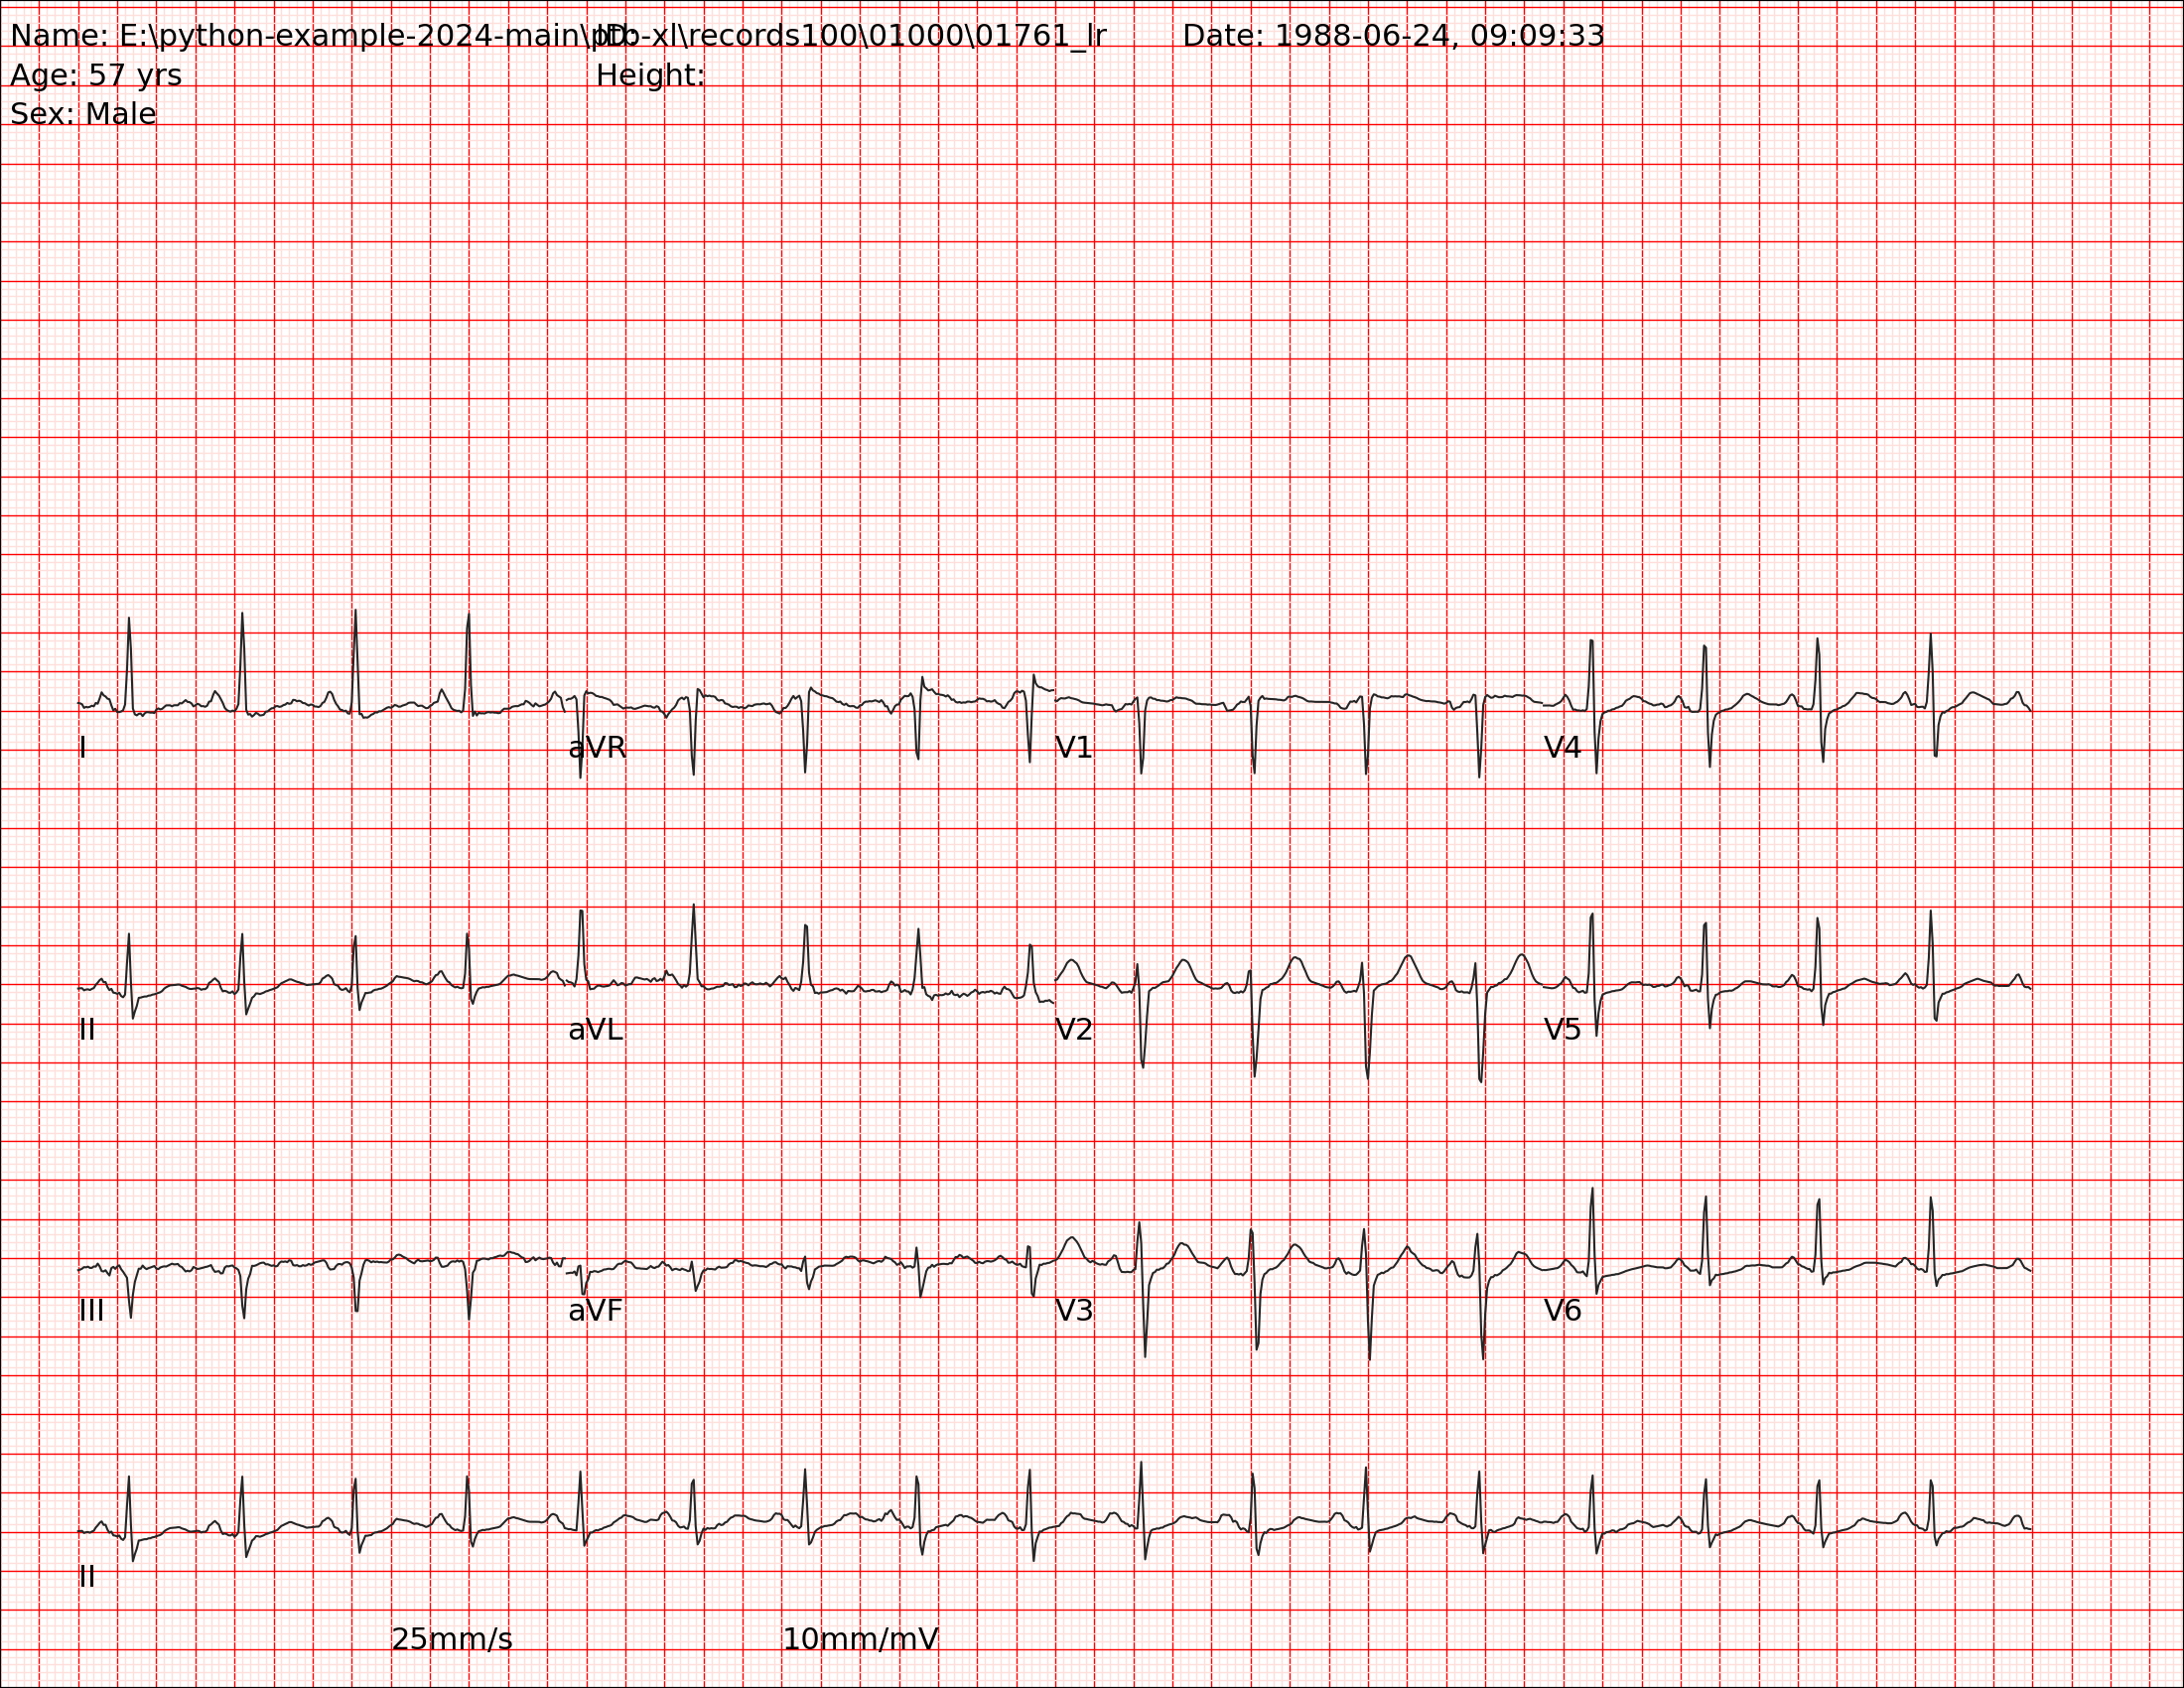 Name: E:\python-example-2024-main\ptb-xl\records100\01000\01761_lr ID: Date: 1988-06-24, 09:09:33
Age: 57 yrs Height:
Sex: Male
I aVR V1 V4
II aVL V2 V5
III aVF V3 V6
II
25mm/s 10mm/mV